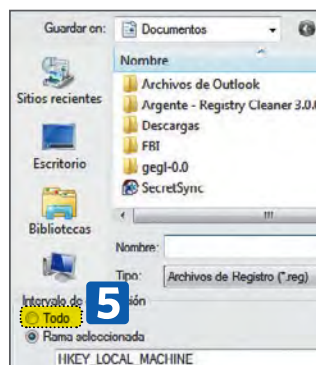 Guardar en:
Documentos
Nombre
Archivos de Outlook
Argente - Registry Cleaner 3.0.
Descargas
FBI
gegl-0.0
SecretSync
Sitios recientes
Escritorio
Bibliotecas
Nombre:
Tipo:
Archivos de Registro (*.reg)
Intervalo de
5
Todo
Rama seleccionada
HKEY_LOCAL_MACHINE